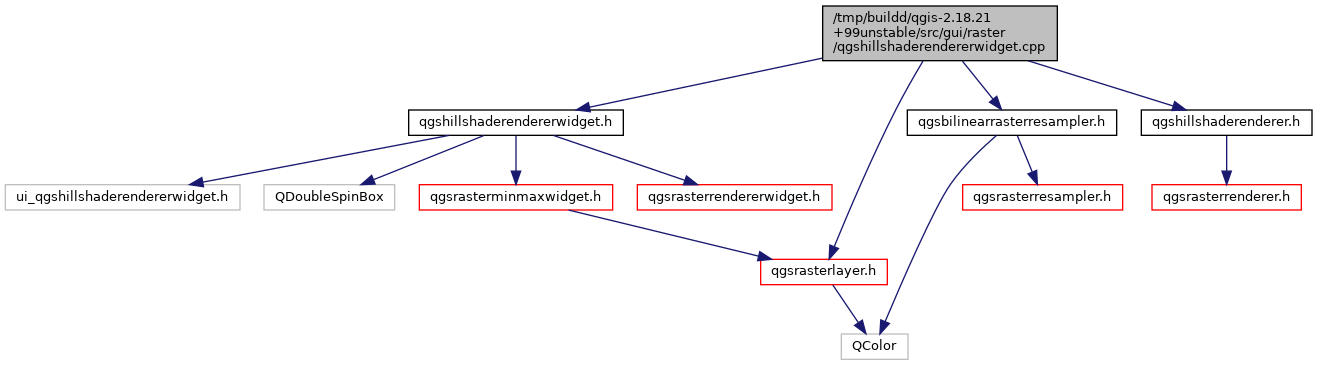 /tmp/buildd/qgis-2.18.21
+99unstable/src/gui/raster
/qgshillshaderendererwidget.cpp
qgshillshaderendererwidget.h
qgsbilinearrasterresampler.h
qgshillshaderenderer.h
ui_qgshillshaderendererwidget.h
QDoubleSpinBox
qgsrasterminmaxwidget.h
qgsrasterrendererwidget.h
qgsrasterresampler.h
qgsrasterrenderer.h
qgsrasterlayer.h
QColor